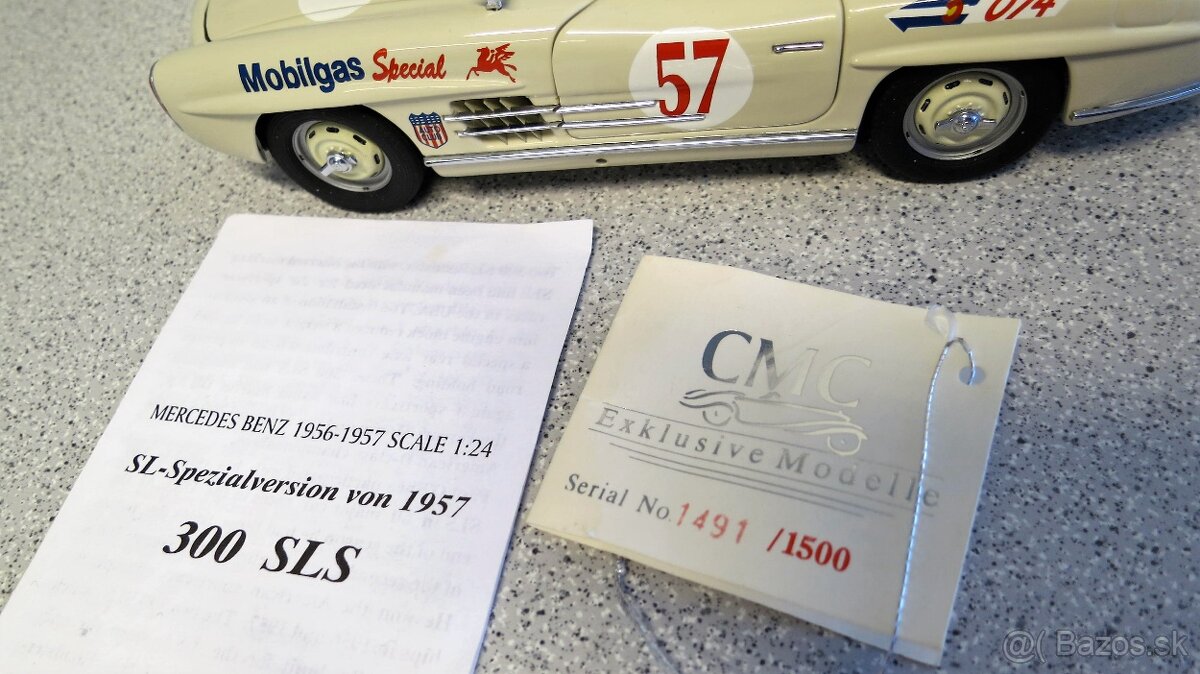 Mobilgas Special
57
MERCEDES BENZ 1956-1957 SCALE 1:24
SL-Spezialversion von 1957
300 SLS
CMC
Exklusive Modelle
Serial No. 1491 /1500
@( Bazos.sk